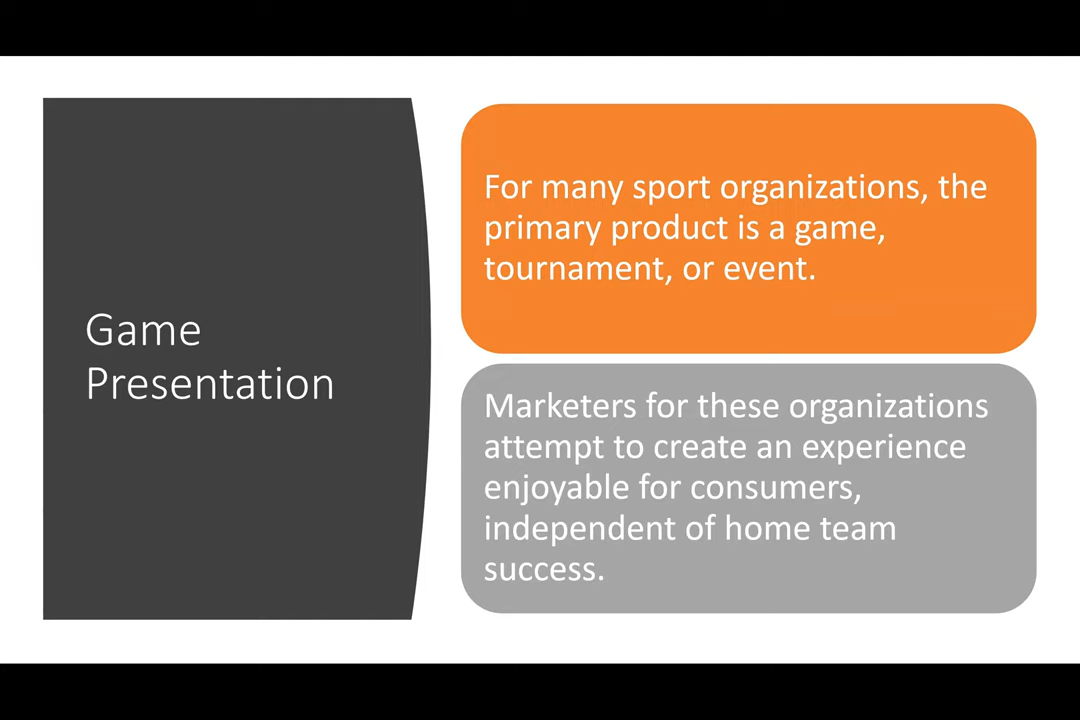 Game
Presentation
For many sport organizations, the
primary product is a game,
tournament, or event.
Marketers for these organizations
attempt to create an experience
enjoyable for consumers,
independent of home team
success.